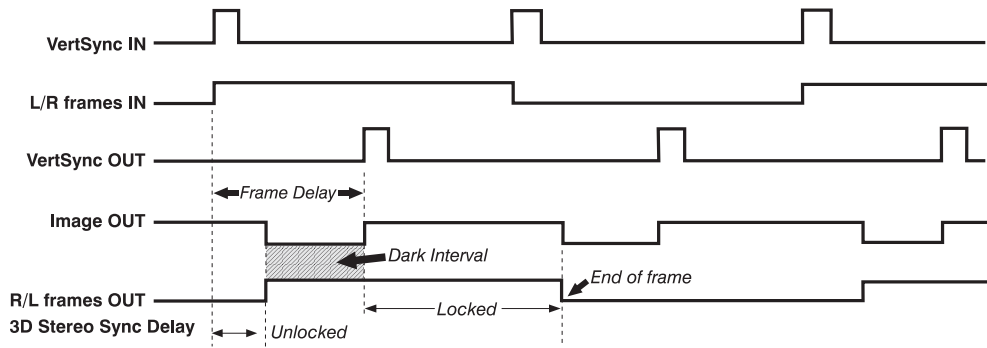 VertSync IN
L/R frames IN
VertSync OUT
Frame Delay
Image OUT
Dark Interval
End of frame
R/L frames OUT
Locked
3D Stereo Sync Delay
Unlocked